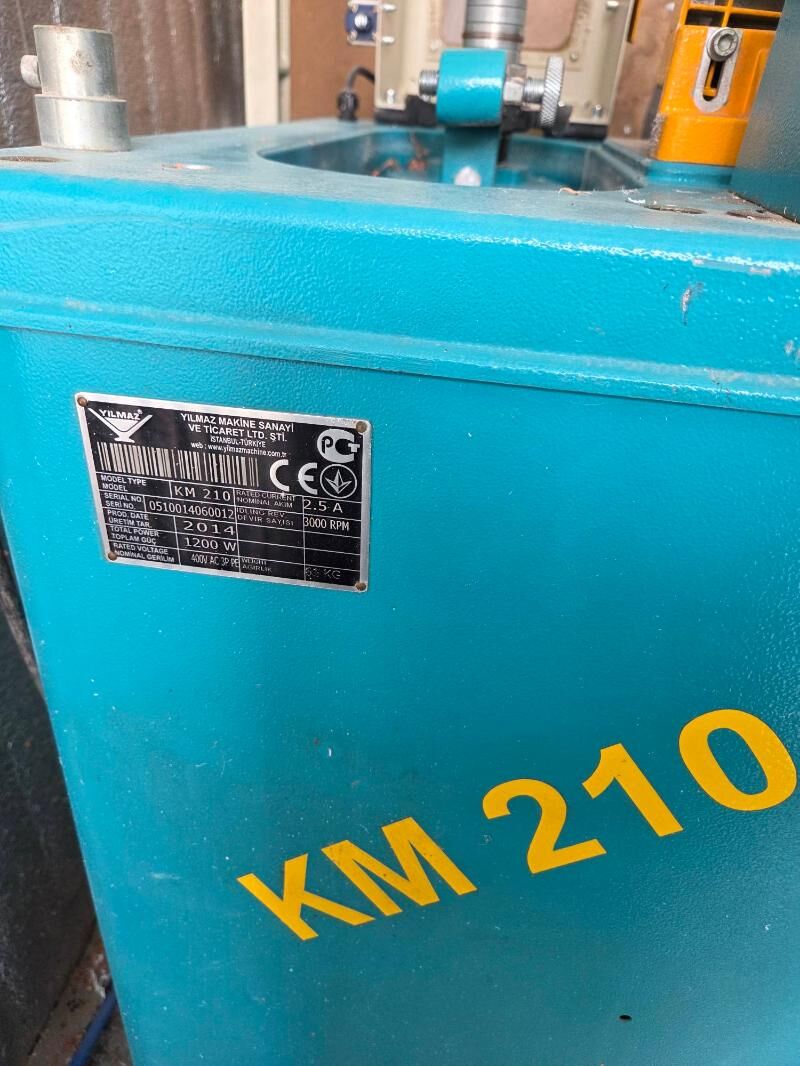 YILMAZ®
YILMAZ MAKİNE SANAYİ
VE TİCARET LTD. ŞTİ.
İSTANBUL-TÜRKİYE
web : www.yilmazmachine.com.tr
PCT
CE
MODEL TYPE
MODEL
KM 210
RATED CURRENT
NOMINAL AKIM
2.5 A
SERIAL NO
SERİ NO.
0510014060012
IDLING REV.
DEVİR SAYISI
3000 RPM
PROD. DATE
ÜRETİM TAR.
2014
TOTAL POWER
TOPLAM GÜÇ
1200 W
RATED VOLTAGE
NOMINAL GERİLİM
400V AC 3P PE
WEIGHT
AĞIRLIK
KG
KM 210